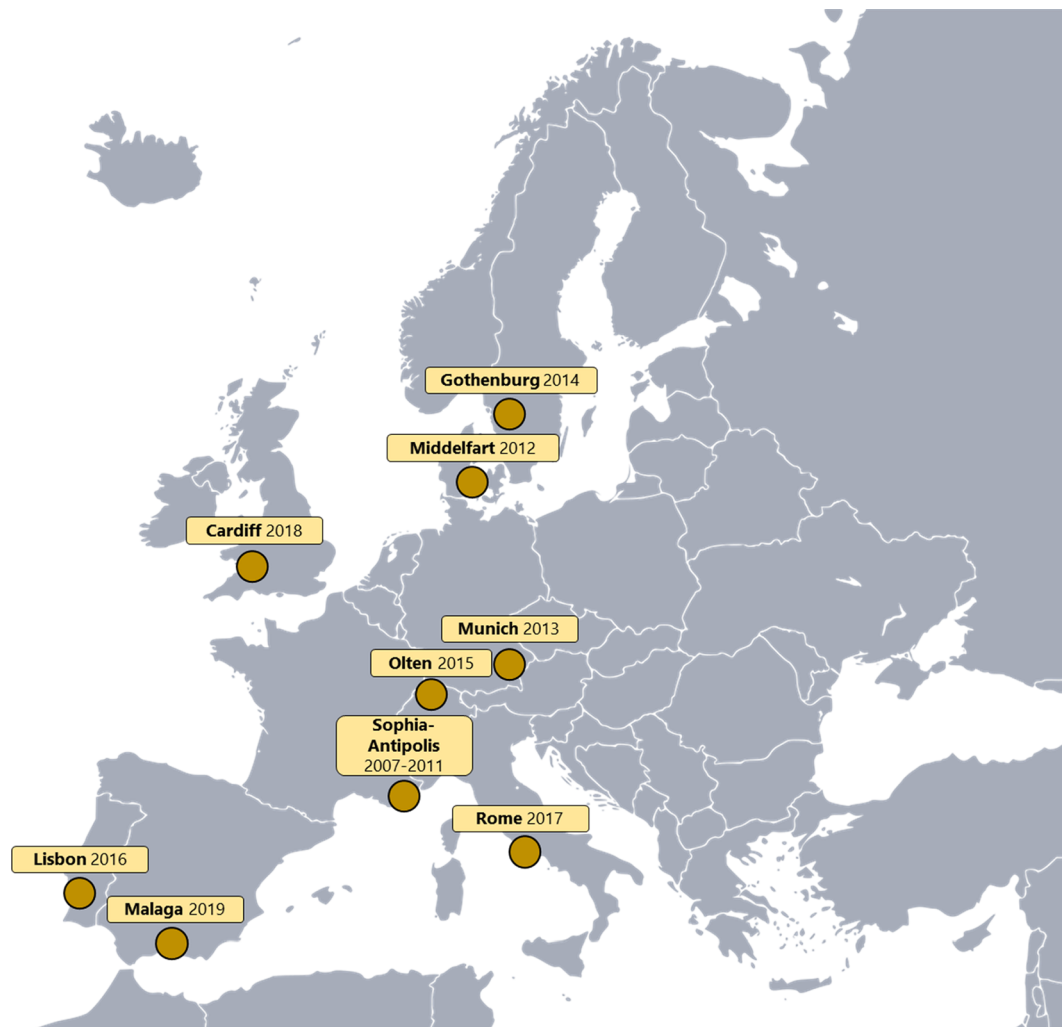 Gothenburg 2014
Middelfart 2012
Cardiff 2018
Munich 2013
Olten 2015
Sophia-
Antipolis
2007-2011
Rome 2017
Lisbon 2016
Malaga 2019